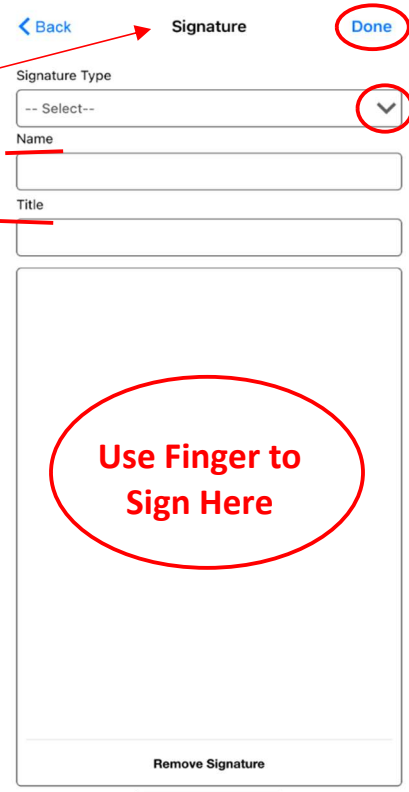 Back Signature Done
Signature Type
-- Select--
Name
Title
Use Finger to
Sign Here
Remove Signature